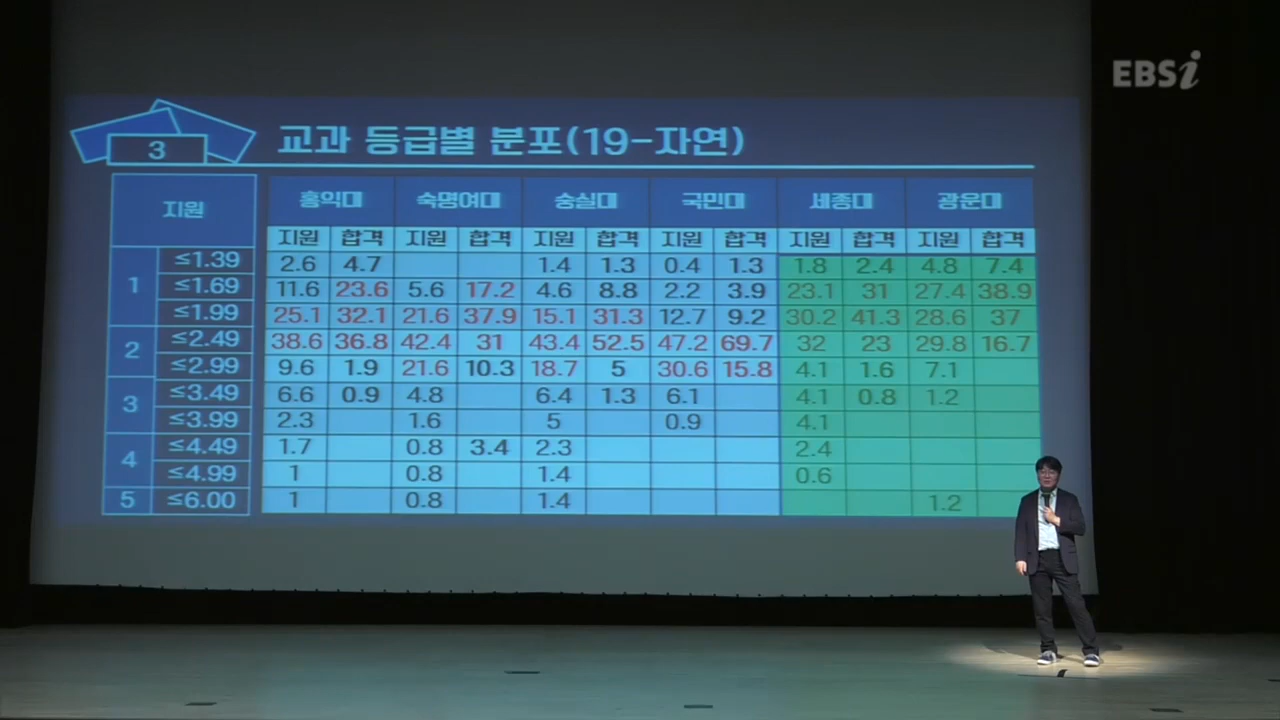 EBSi
3 교과 등급별 분포(19-자연)
지원 홍익대 숙명여대 숭실대 국민대 세종대 광운대
지원 합격 지원 합격 지원 합격 지원 합격 지원 합격 지원 합격
1 ≤1.39 2.6 4.7 1.4 1.3 0.4 1.3 1.8 2.4 4.8 7.4
≤1.69 11.6 23.6 5.6 17.2 4.6 8.8 2.2 3.9 23.1 31 27.4 38.9
≤1.99 25.1 32.1 21.6 37.9 15.1 31.3 12.7 9.2 30.2 41.3 28.6 37
2 ≤2.49 38.6 36.8 42.4 31 43.4 52.5 47.2 69.7 32 23 29.8 16.7
≤2.99 9.6 1.9 21.6 10.3 18.7 5 30.6 15.8 4.1 1.6 7.1
3 ≤3.49 6.6 0.9 4.8 6.4 1.3 6.1 4.1 0.8 1.2
≤3.99 2.3 1.6 5 0.9 4.1
4 ≤4.49 1.7 0.8 3.4 2.3 2.4
≤4.99 1 0.8 1.4 0.6
5 ≤6.00 1 0.8 1.4 1.2